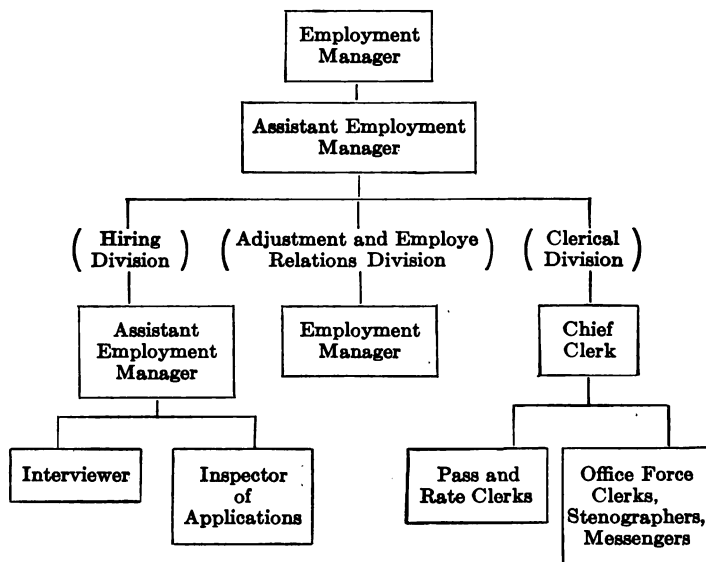 Employment
Manager
Assistant Employment
Manager
( Hiring
Division )
( Adjustment and Employe
Relations Division )
( Clerical
Division )
Assistant
Employment
Manager
Employment
Manager
Chief
Clerk
Interviewer
Inspector
of
Applications
Pass and
Rate Clerks
Office Force
Clerks,
Stenographers,
Messengers